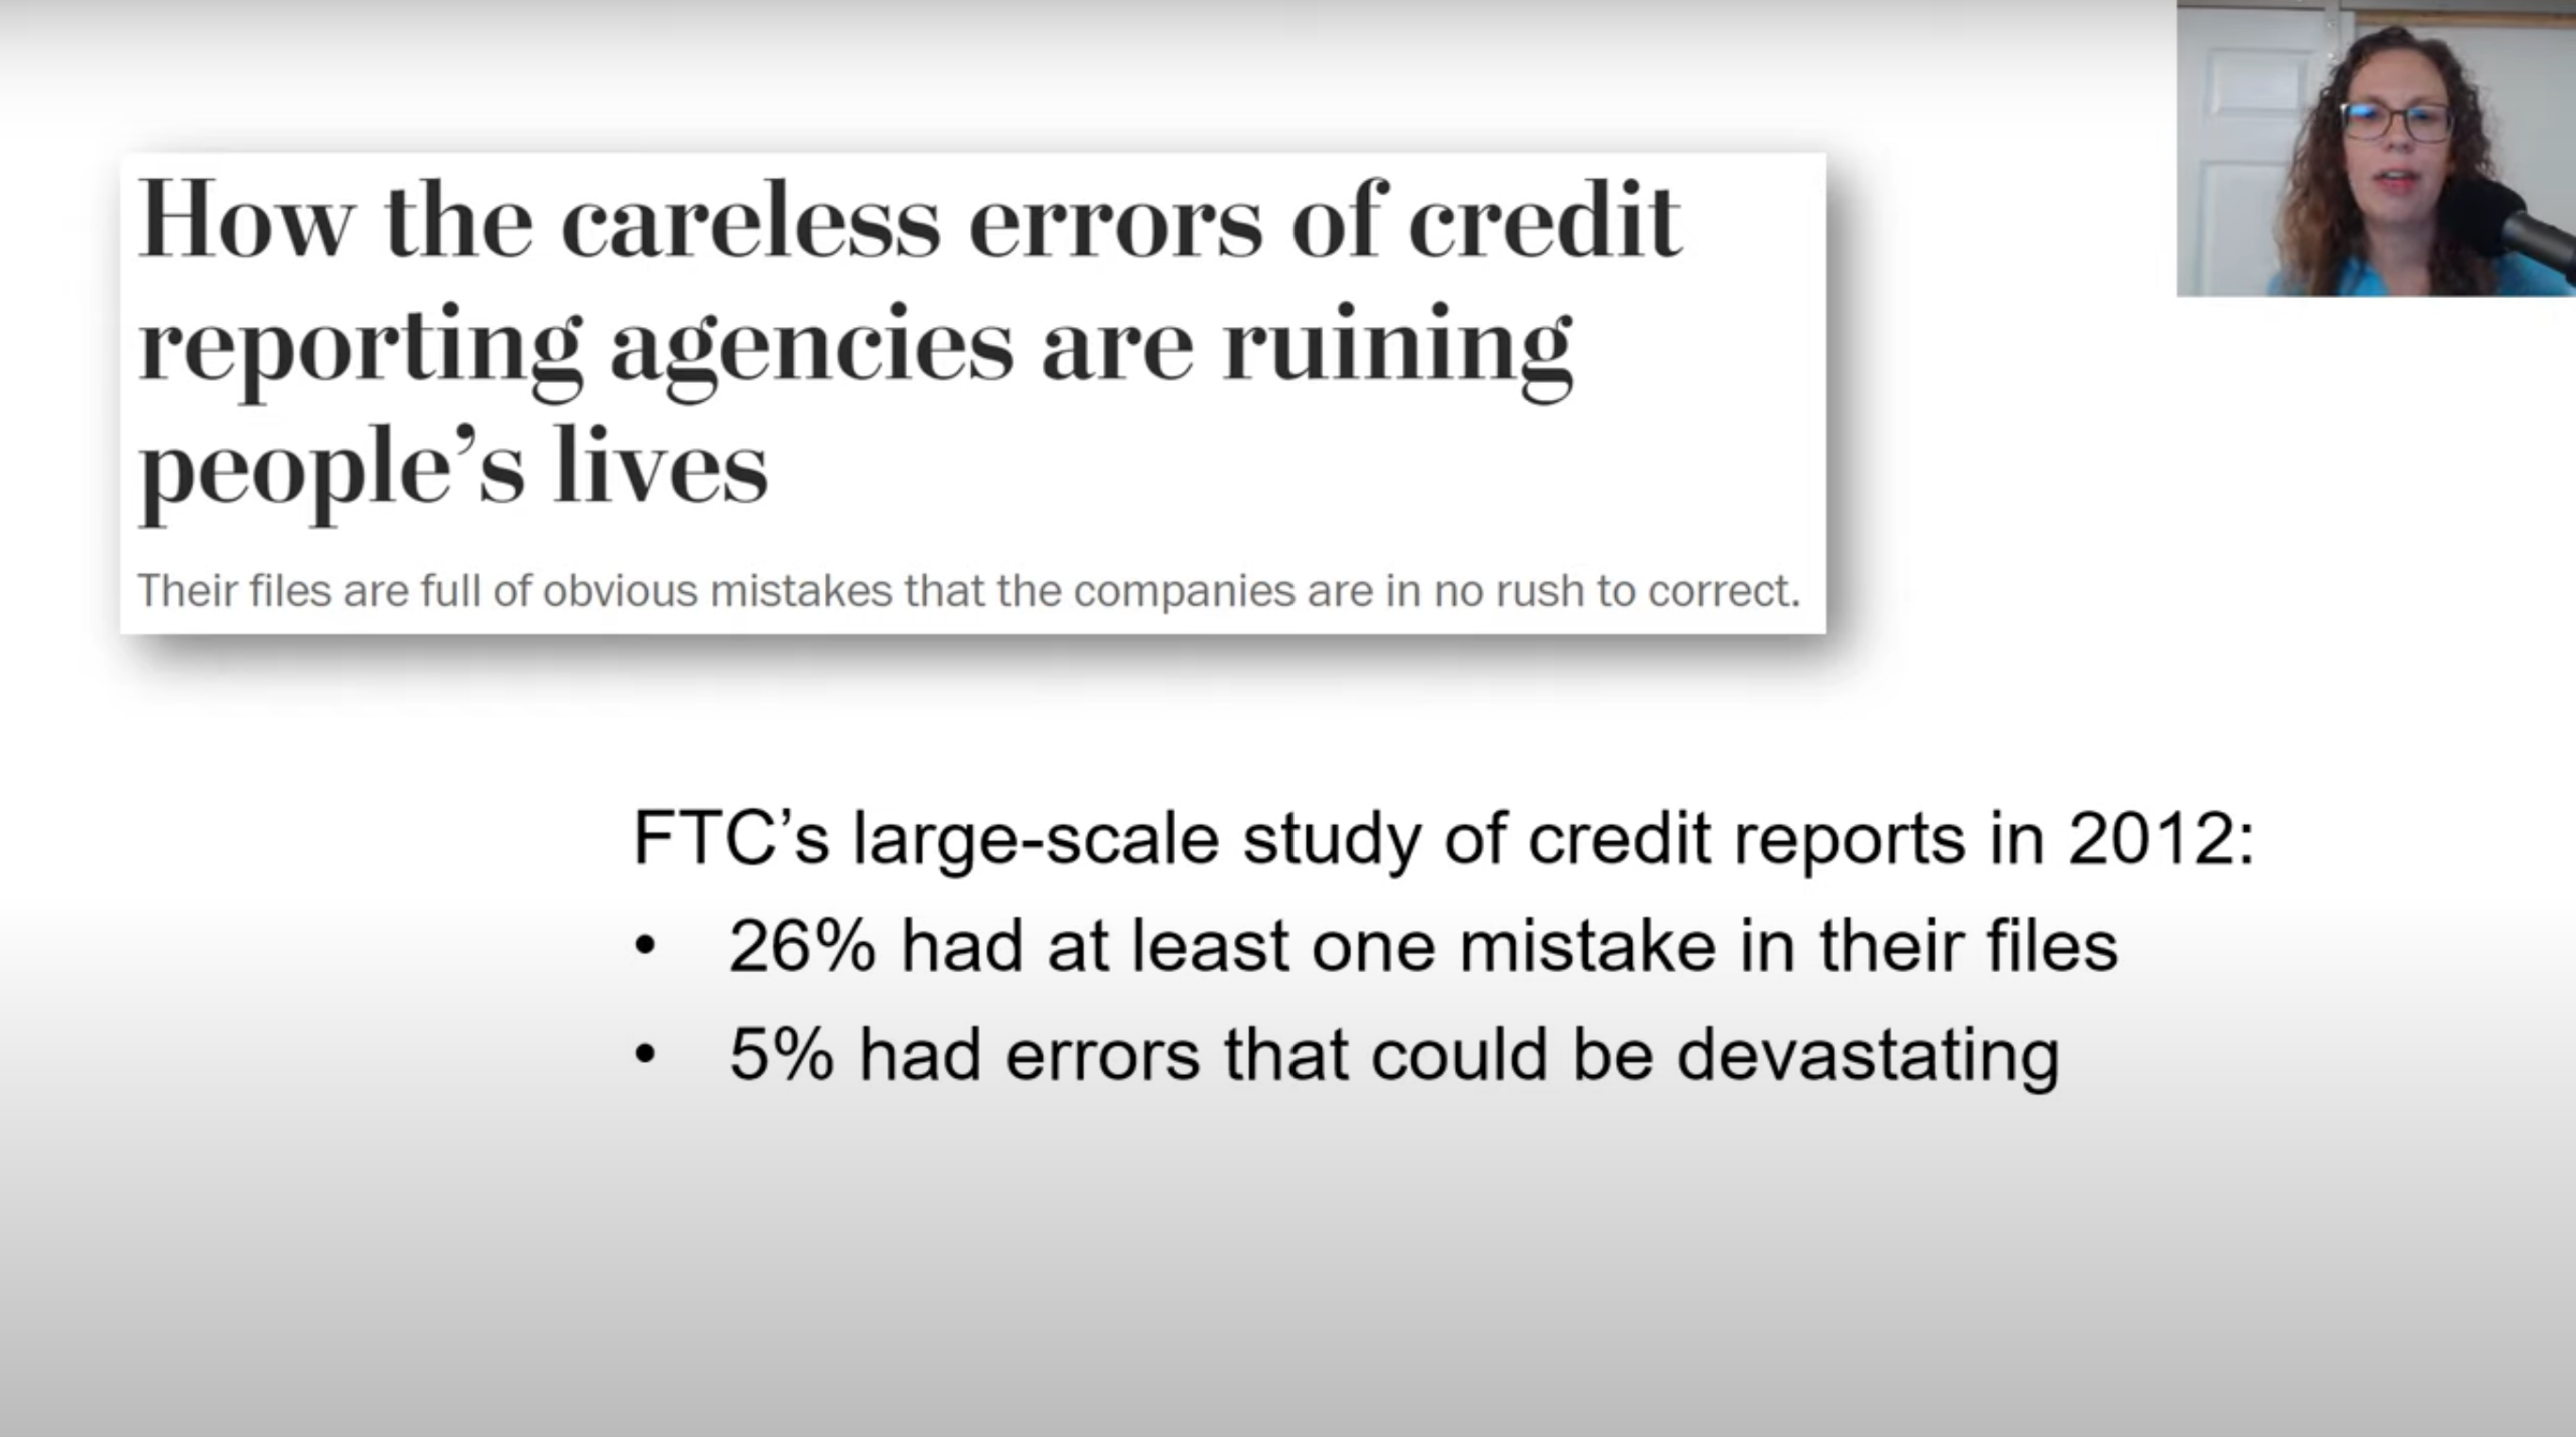 How the careless errors of credit
reporting agencies are ruining
people’s lives
Their files are full of obvious mistakes that the companies are in no rush to correct.
FTC’s large-scale study of credit reports in 2012:
• 26% had at least one mistake in their files
• 5% had errors that could be devastating